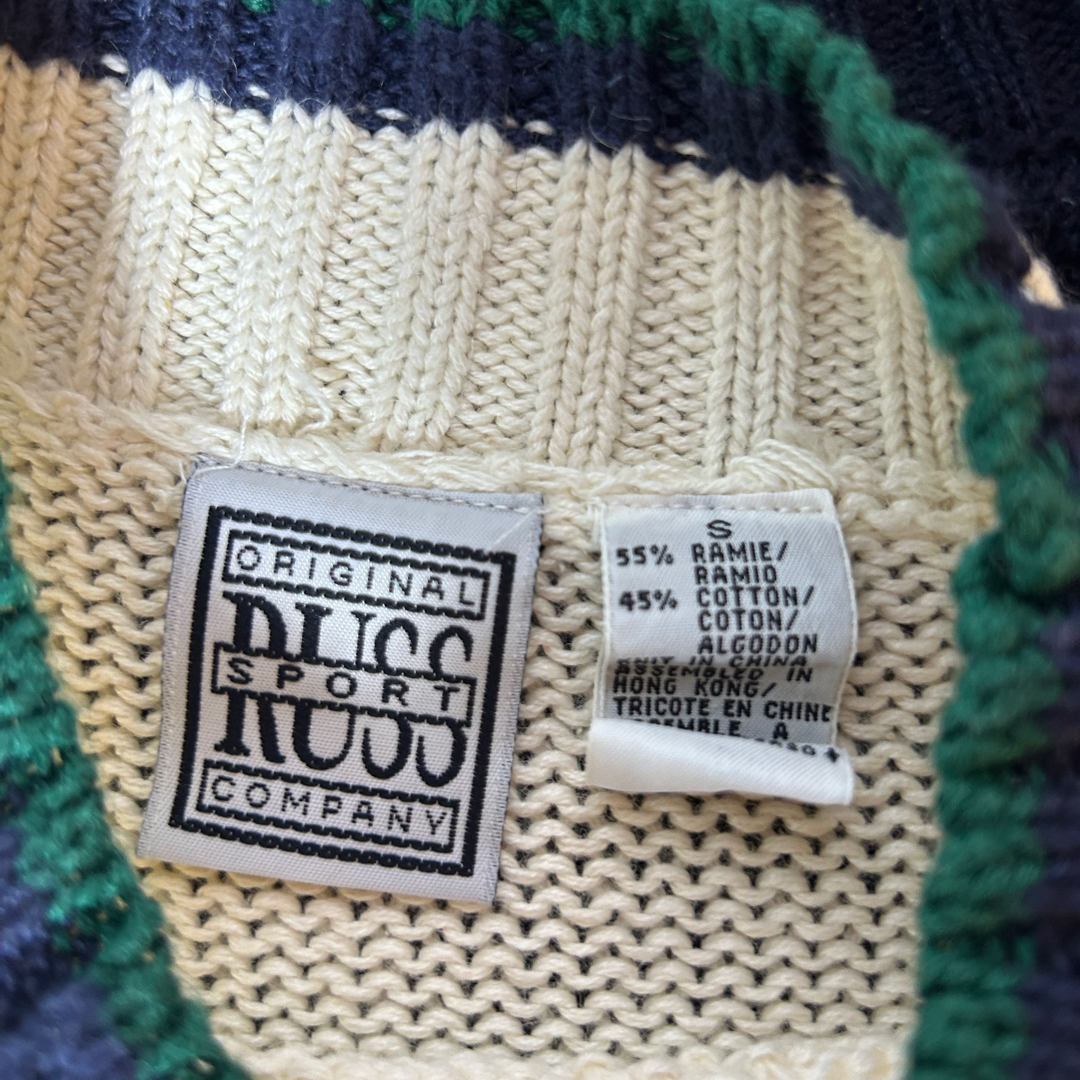 ORIGINAL
RUSS
SPORT
COMPANY
S
55% RAMIE/
RAMIO
45% COTTON/
COTON/
ALGODON
KNIT IN CHINA
ASSEMBLED IN
HONG KONG/
TRICOTE EN CHINE
ASSEMBLE A